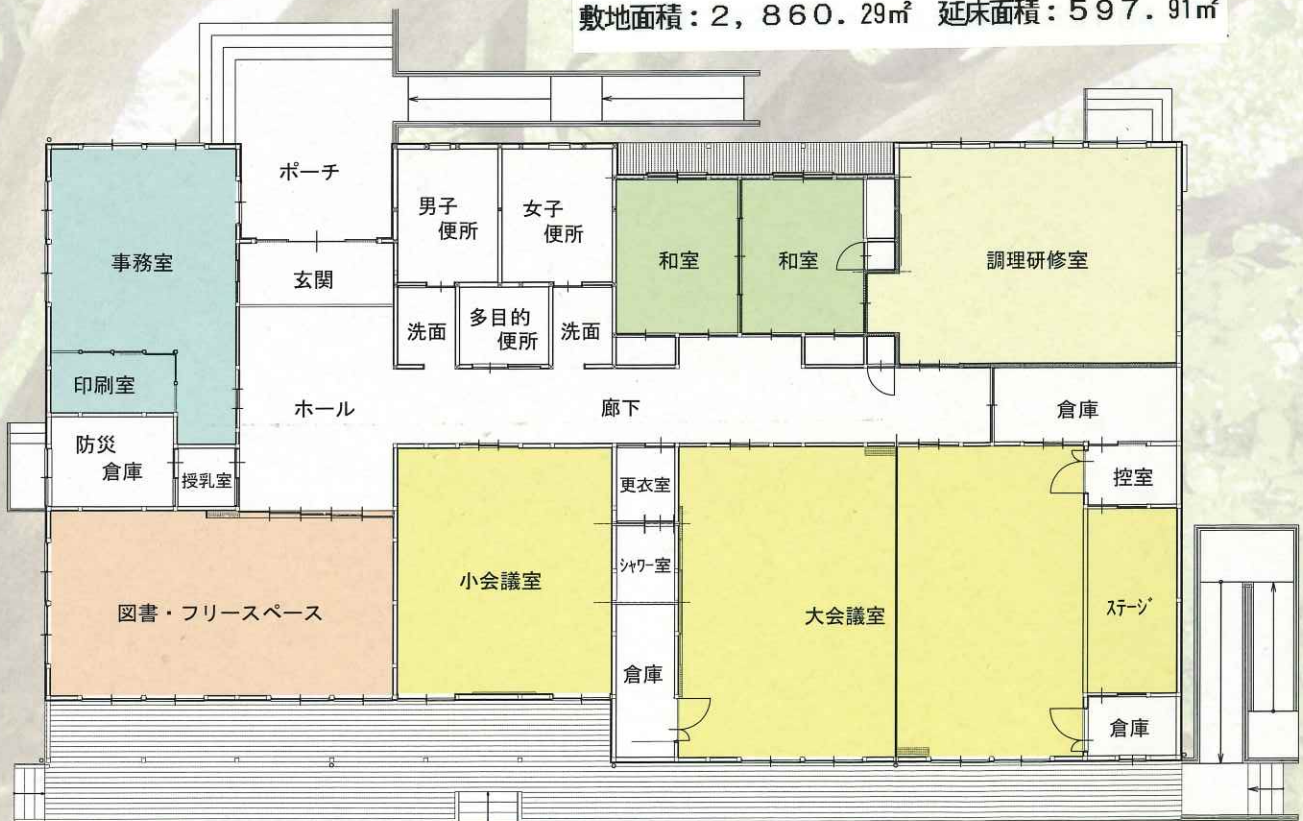 敷地面積：2，860．29㎡ 延床面積：597．91㎡
ポーチ
男子
便所
女子
便所
事務室
和室
和室
調理研修室
玄関
洗面
多目的
便所
洗面
印刷室
ホール
廊下
倉庫
防災
倉庫
授乳室
更衣室
控室
シャワー室
小会議室
図書・フリースペース
大会議室
ステージ
倉庫
倉庫